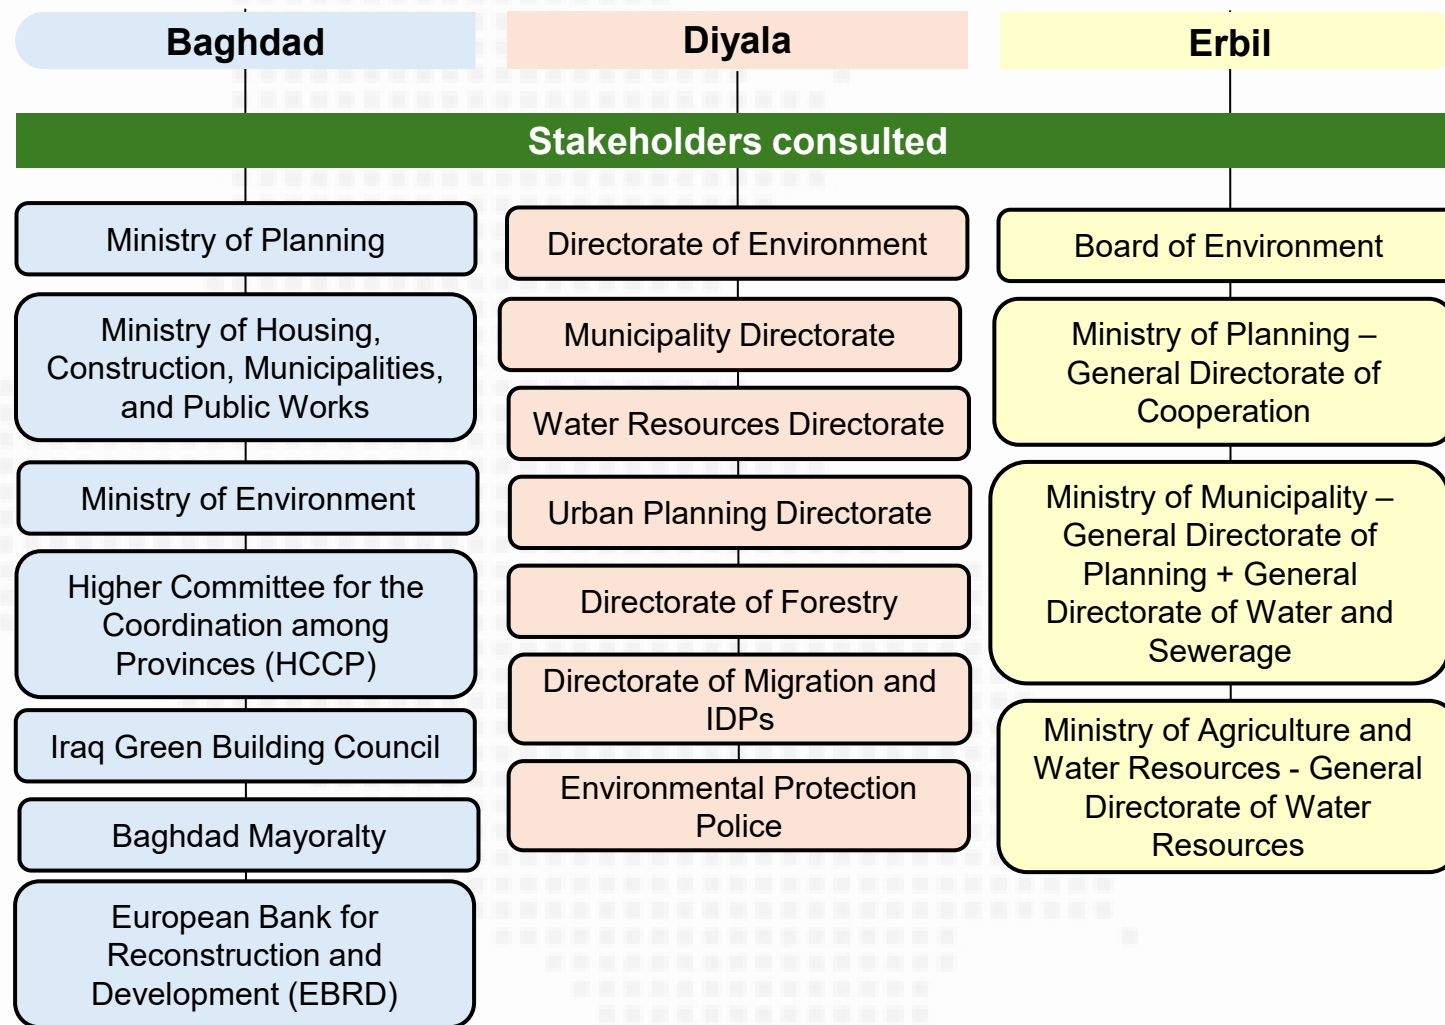 Baghdad
Diyala
Erbil
Stakeholders consulted
Ministry of Planning
Ministry of Housing,
Construction, Municipalities,
and Public Works
Ministry of Environment
Higher Committee for the
Coordination among
Provinces (HCCP)
Iraq Green Building Council
Baghdad Mayoralty
European Bank for
Reconstruction and
Development (EBRD)
Directorate of Environment
Municipality Directorate
Water Resources Directorate
Urban Planning Directorate
Directorate of Forestry
Directorate of Migration and
IDPs
Environmental Protection
Police
Board of Environment
Ministry of Planning –
General Directorate of
Cooperation
Ministry of Municipality –
General Directorate of
Planning + General
Directorate of Water and
Sewerage
Ministry of Agriculture and
Water Resources - General
Directorate of Water
Resources